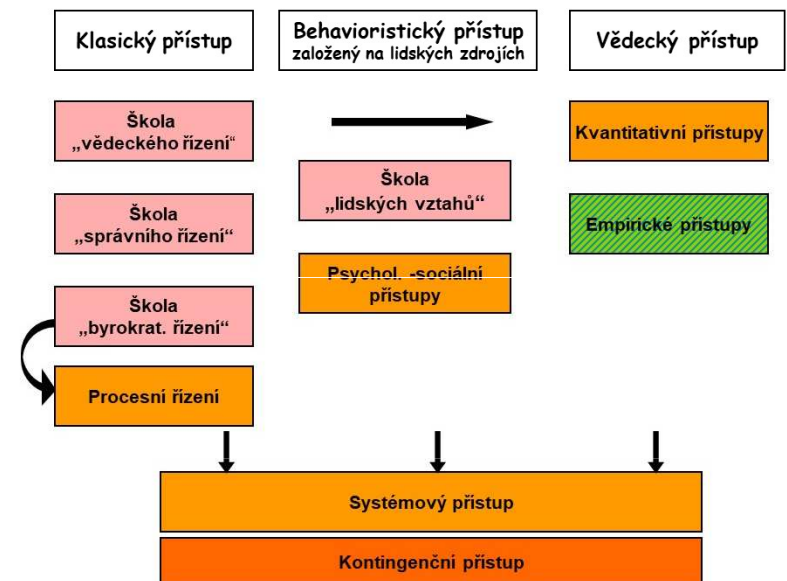 Klasický přístup
Behavioristický přístup
založený na lidských zdrojích
Vědecký přístup
Škola
„vědeckého řízení“
Škola
„správního řízení“
Škola
„byrokrat. řízení“
Procesní řízení
Škola
„lidských vztahů“
Psychol. -sociální
přístupy
Kvantitativní přístupy
Empirické přístupy
Systémový přístup
Kontingenční přístup